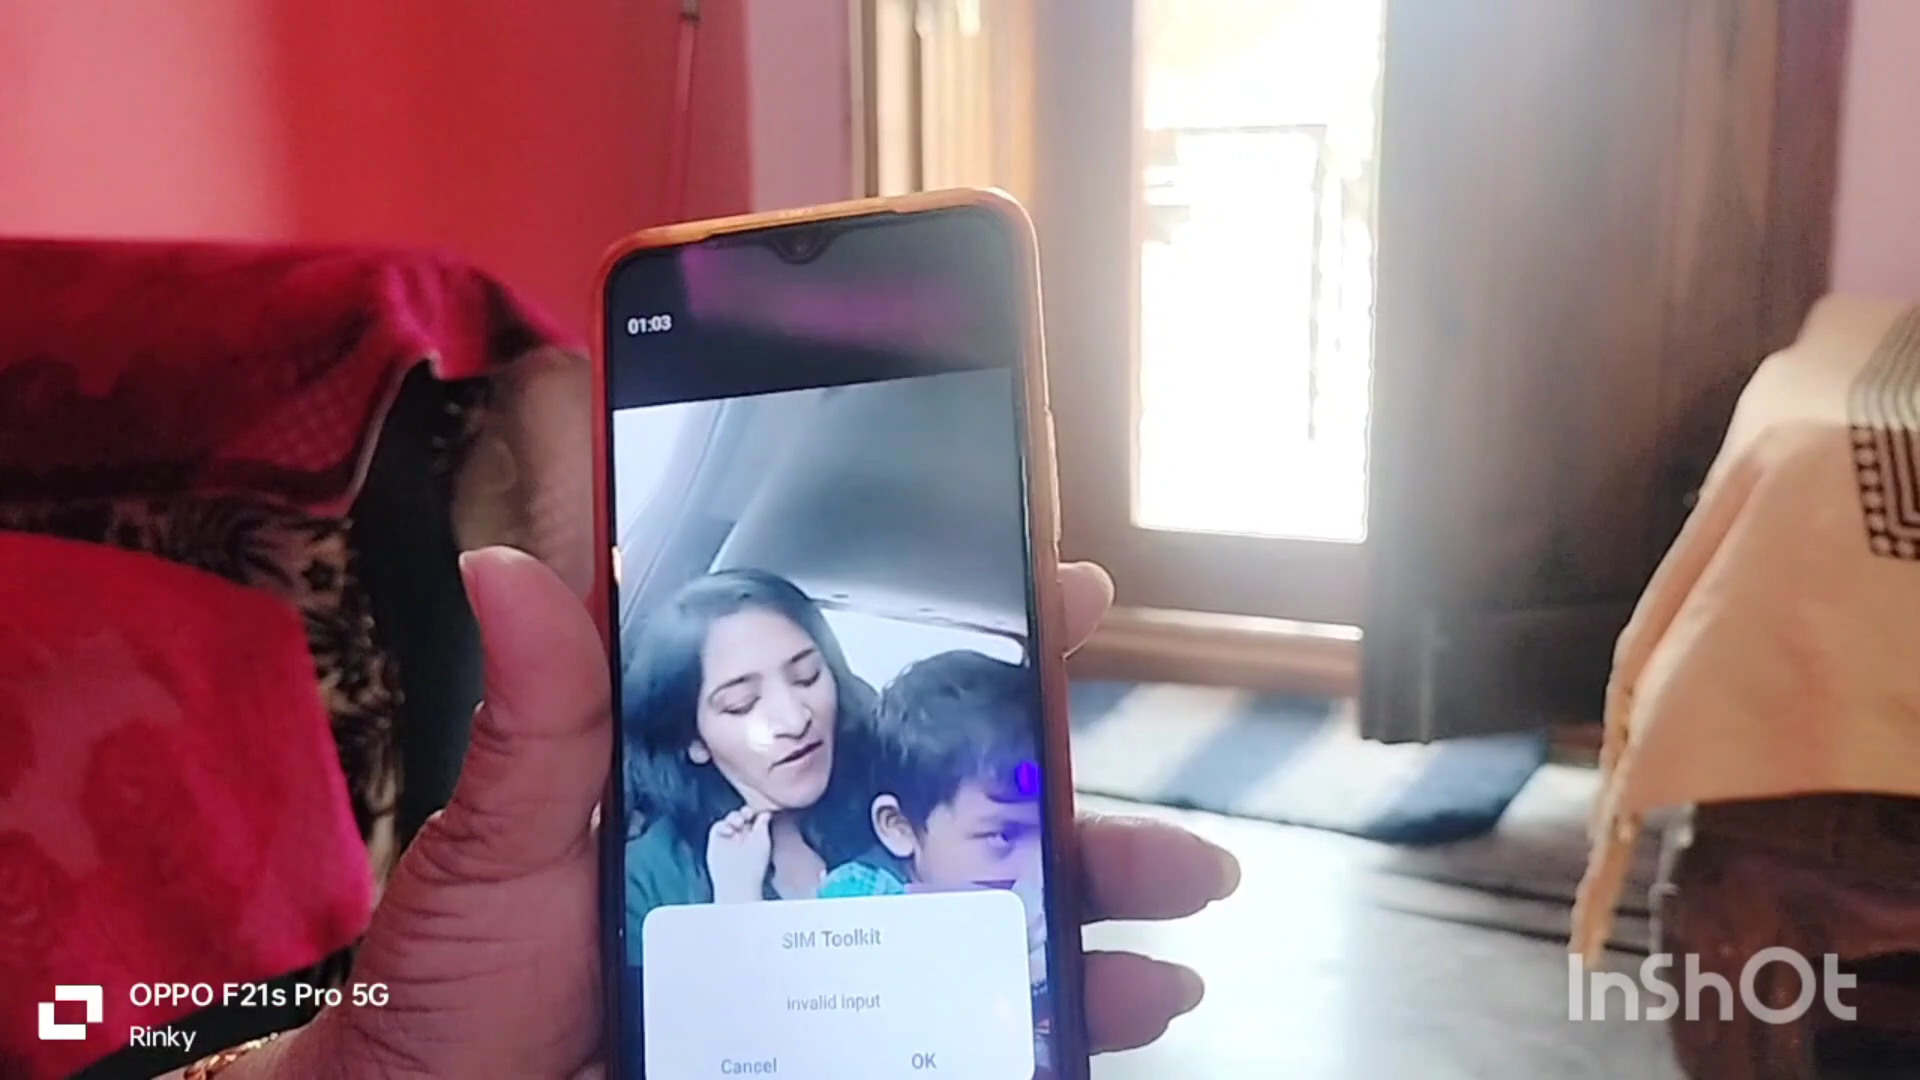 01:03
SIM Toolkit
invalid input
Cancel OK
OPPO F21s Pro 5G
Rinky
InShOt